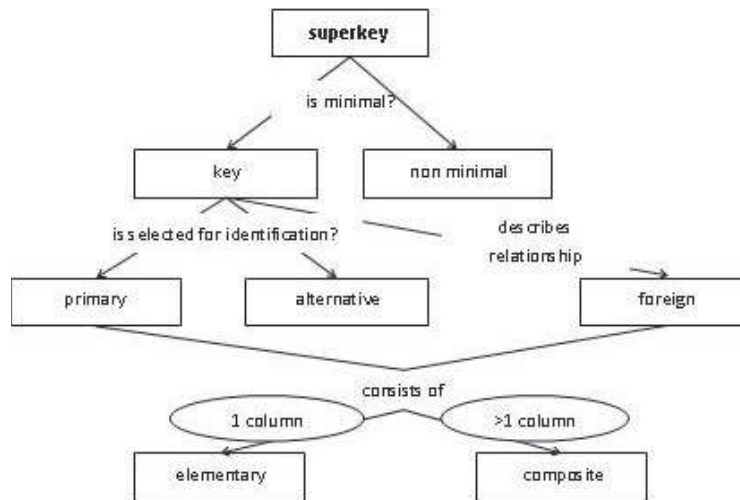 superkey
is minimal?
key
non minimal
is selected for identification?
describes
relationship
primary
alternative
foreign
consists of
1 column
>1 column
elementary
composite